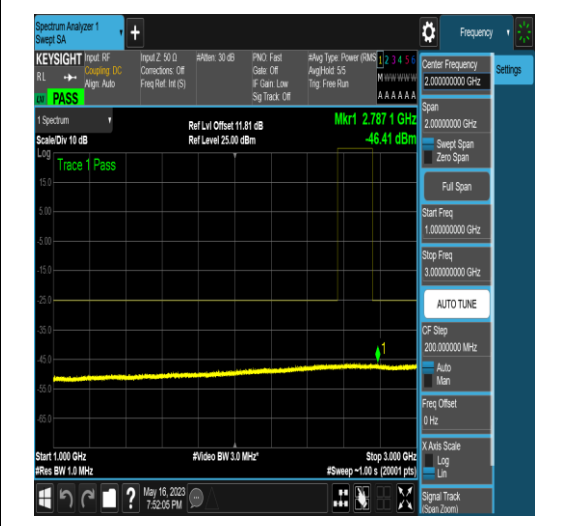 Spectrum Analyzer 1
Swept SA
+
Frequency
KEYSIGHT
RL
Input: RF
Coupling: DC
Align: Auto
Input Z: 50 Ω
Corrections: Off
Freq Ref: Int (S)
#Atten: 30 dB
PNO: Fast
Gate: Off
IF Gain: Low
Sig Track: Off
#Avg Type: Power (RMS
Avg|Hold: 5/5
Trig: Free Run
1 2 3 4 5 6
M w w w w w
A A A A A A
PASS
1 Spectrum
Scale/Div 10 dB
Ref Lvl Offset 11.81 dB
Ref Level 25.00 dBm
Mkr1 2.787 1 GHz
-46.41 dBm
Log
Trace 1 Pass
15.0
5.00
-5.00
-15.0
-25.0
-35.0
-45.0
-55.0
-65.0
1
Start 1.000 GHz
#Res BW 1.0 MHz
#Video BW 3.0 MHz*
Stop 3.000 GHz
#Sweep ~1.00 s (20001 pts)
Center Frequency
2.000000000 GHz
Settings
Span
2.00000000 GHz
Swept Span
Zero Span
Full Span
Start Freq
1.000000000 GHz
Stop Freq
3.000000000 GHz
AUTO TUNE
CF Step
200.000000 MHz
Auto
Man
Freq Offset
0 Hz
X Axis Scale
Log
Lin
Signal Track
(Span Zoom)
?
May 16, 2023
7:52:05 PM